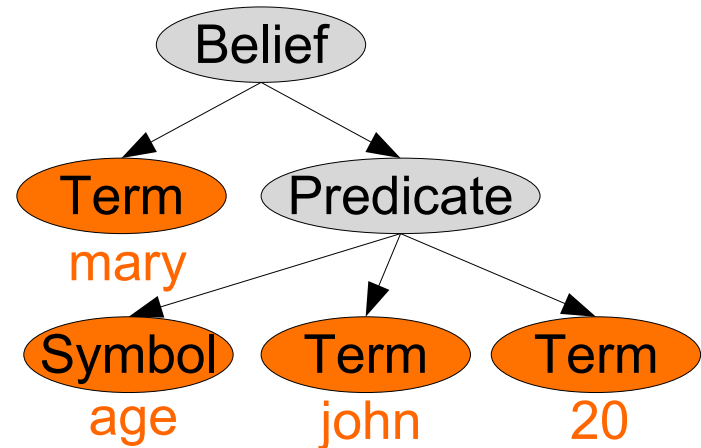 Belief
Term
Predicate
mary
Symbol
Term
Term
age
john
20